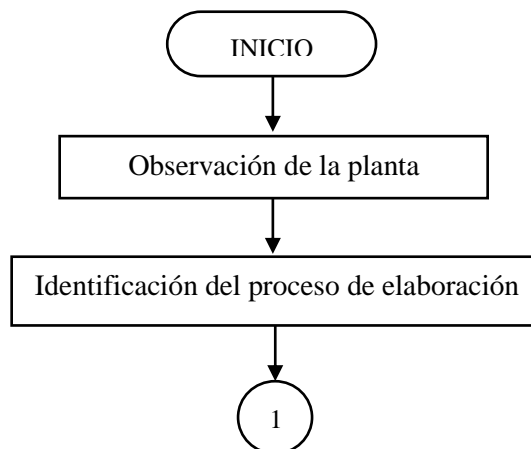 INICIO
Observación de la planta
Identificación del proceso de elaboración
1